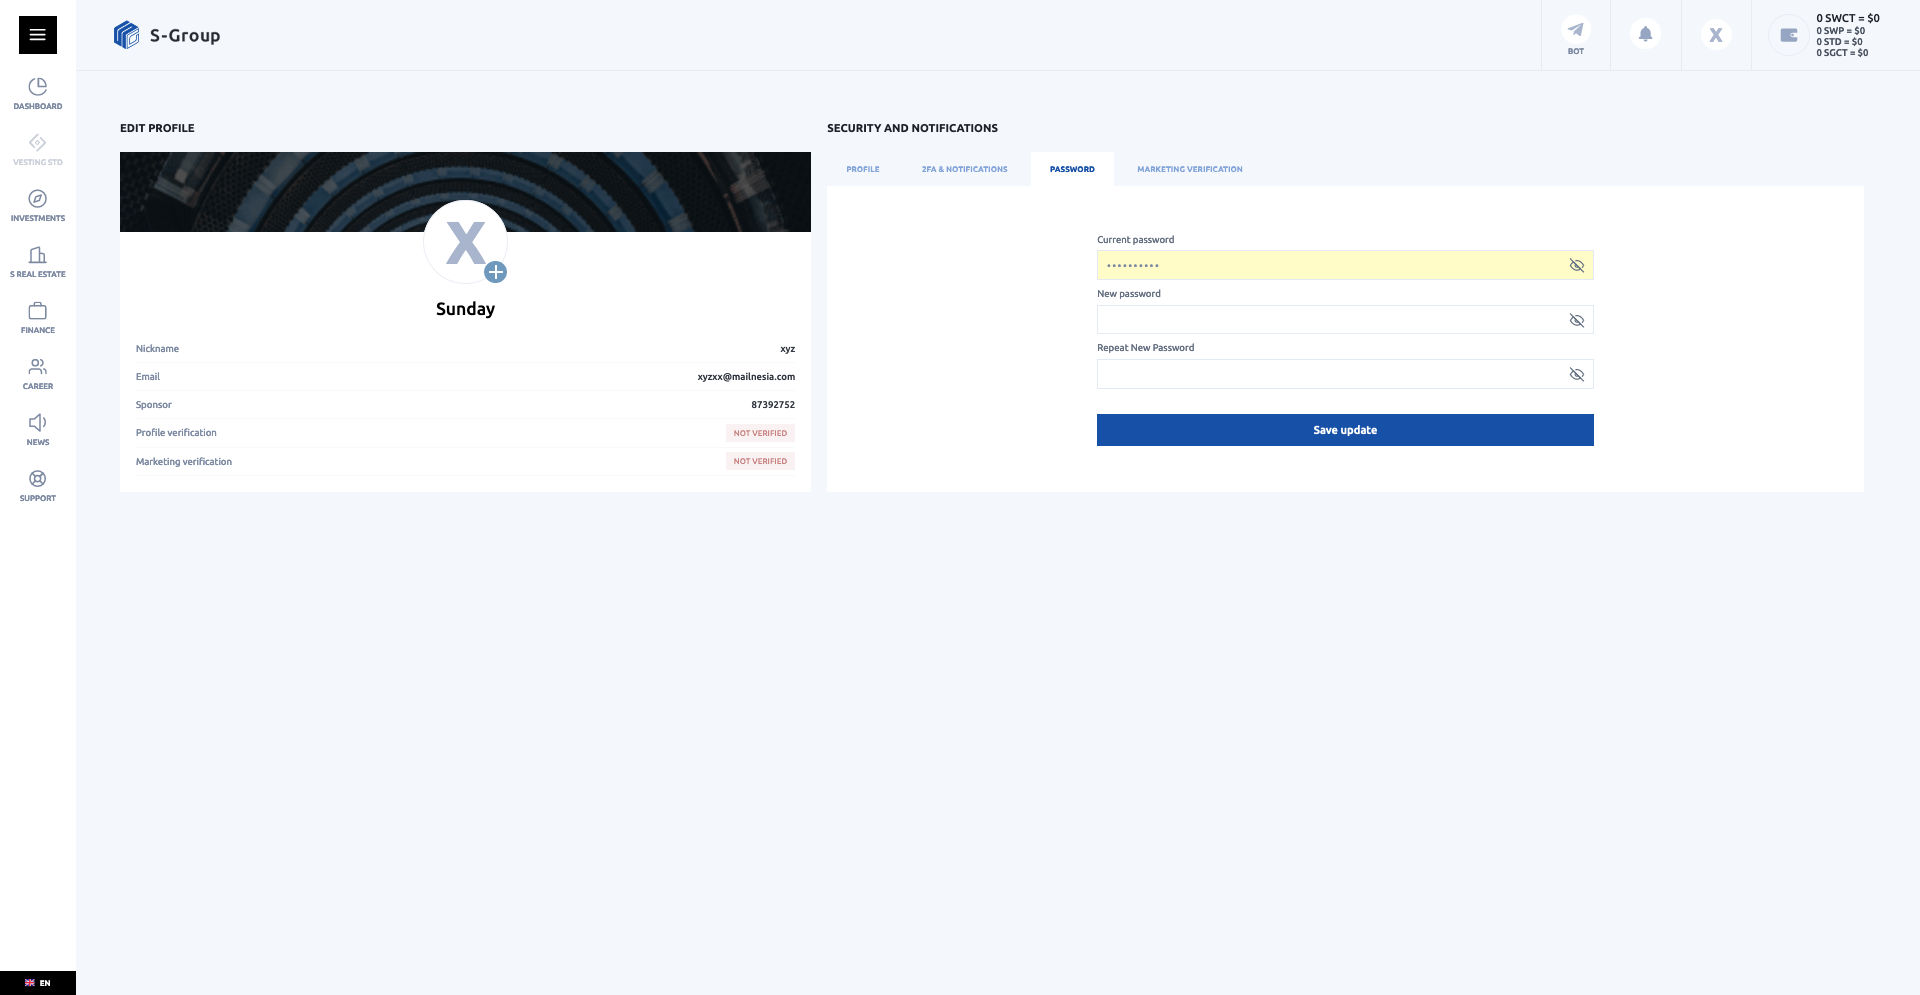 S-Group
BOT
X
0 SWCT = $0
0 SWP = $0
0 STD = $0
0 SGCT = $0
DASHBOARD
VESTING STD
INVESTMENTS
S REAL ESTATE
FINANCE
CAREER
NEWS
SUPPORT
EN
EDIT PROFILE
X
Sunday
Nickname xyz
Email xyzxx@mailnesia.com
Sponsor 87392752
Profile verification NOT VERIFIED
Marketing verification NOT VERIFIED
SECURITY AND NOTIFICATIONS
PROFILE 2FA & NOTIFICATIONS PASSWORD MARKETING VERIFICATION
Current password
••••••••••
New password
Repeat New Password
Save update